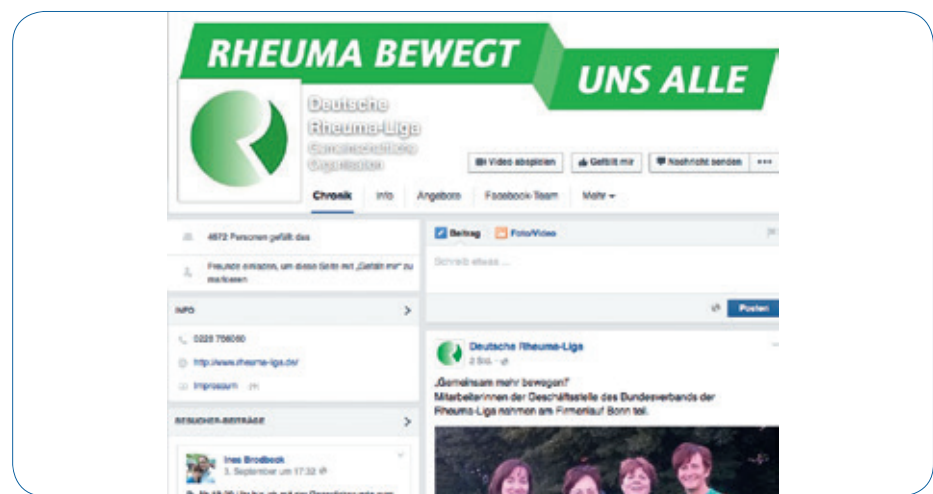 RHEUMA BEWEGT
UNS ALLE
Deutsche
Rheuma-Liga
Gemeinnützige
Organisation
Video abspielen
Gefällt mir
Nachricht senden
Chronik Info Angebote Facebook-Team Mehr
4672 Personen gefällt das
Freunde einladen, um diese Seite mit „Gefällt mir“ zu
markieren
INFO
0228 766060
http://www.rheuma-liga.de/
Impressum [?]
BESUCHER-BEITRÄGE
Ines Brodbeck
3. September um 17:32
Beitrag Foto/Video
Schreib etwas ...
Posten
Deutsche Rheuma-Liga
2 Std.
„Gemeinsam mehr bewegen!“
Mitarbeiterinnen der Geschäftsstelle des Bundesverbands der
Rheuma-Liga nahmen am Firmenlauf Bonn teil.